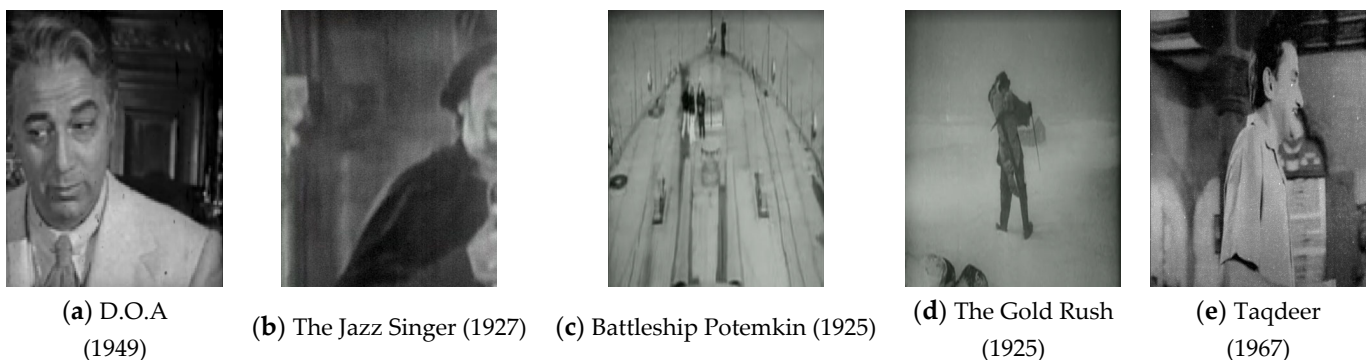 (a) D.O.A
(1949)
(b) The Jazz Singer (1927)
(c) Battleship Potemkin (1925)
(d) The Gold Rush
(1925)
(e) Taqdeer
(1967)